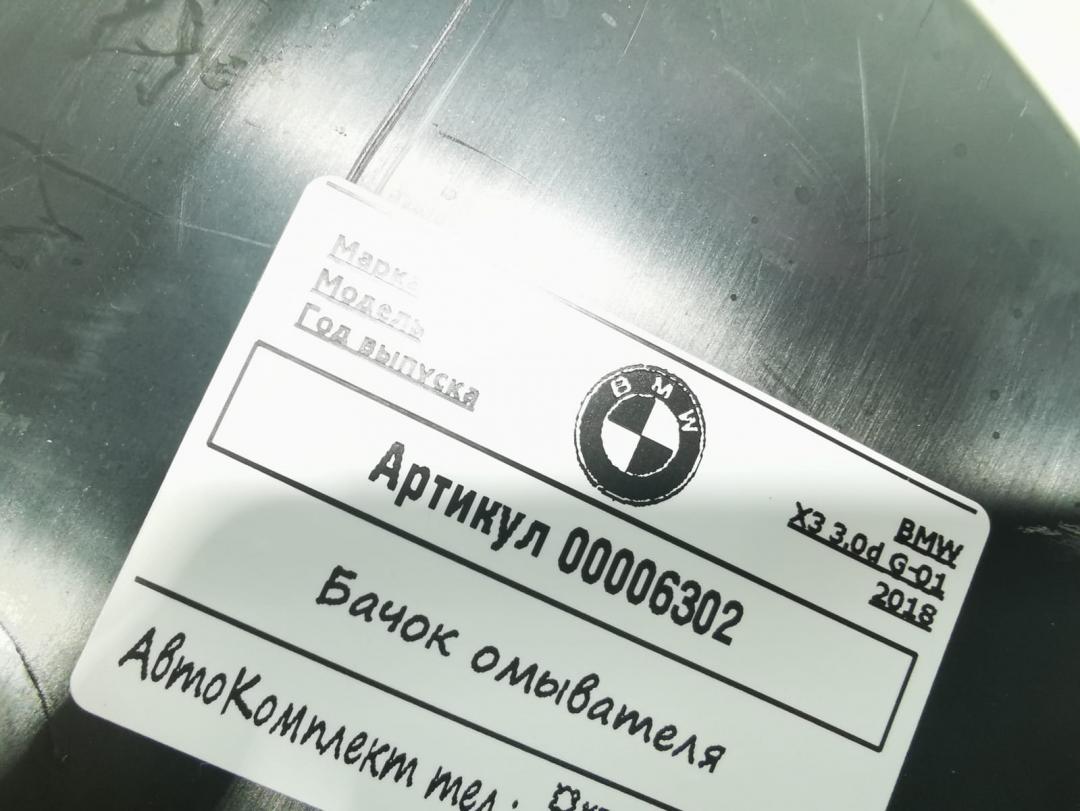 Марка
BMW
Модель
X3 3.0d G-01
Год выпуска
2018
BMW
Артикул 00006302
Бачок омывателя
АвтоКомплект тел.